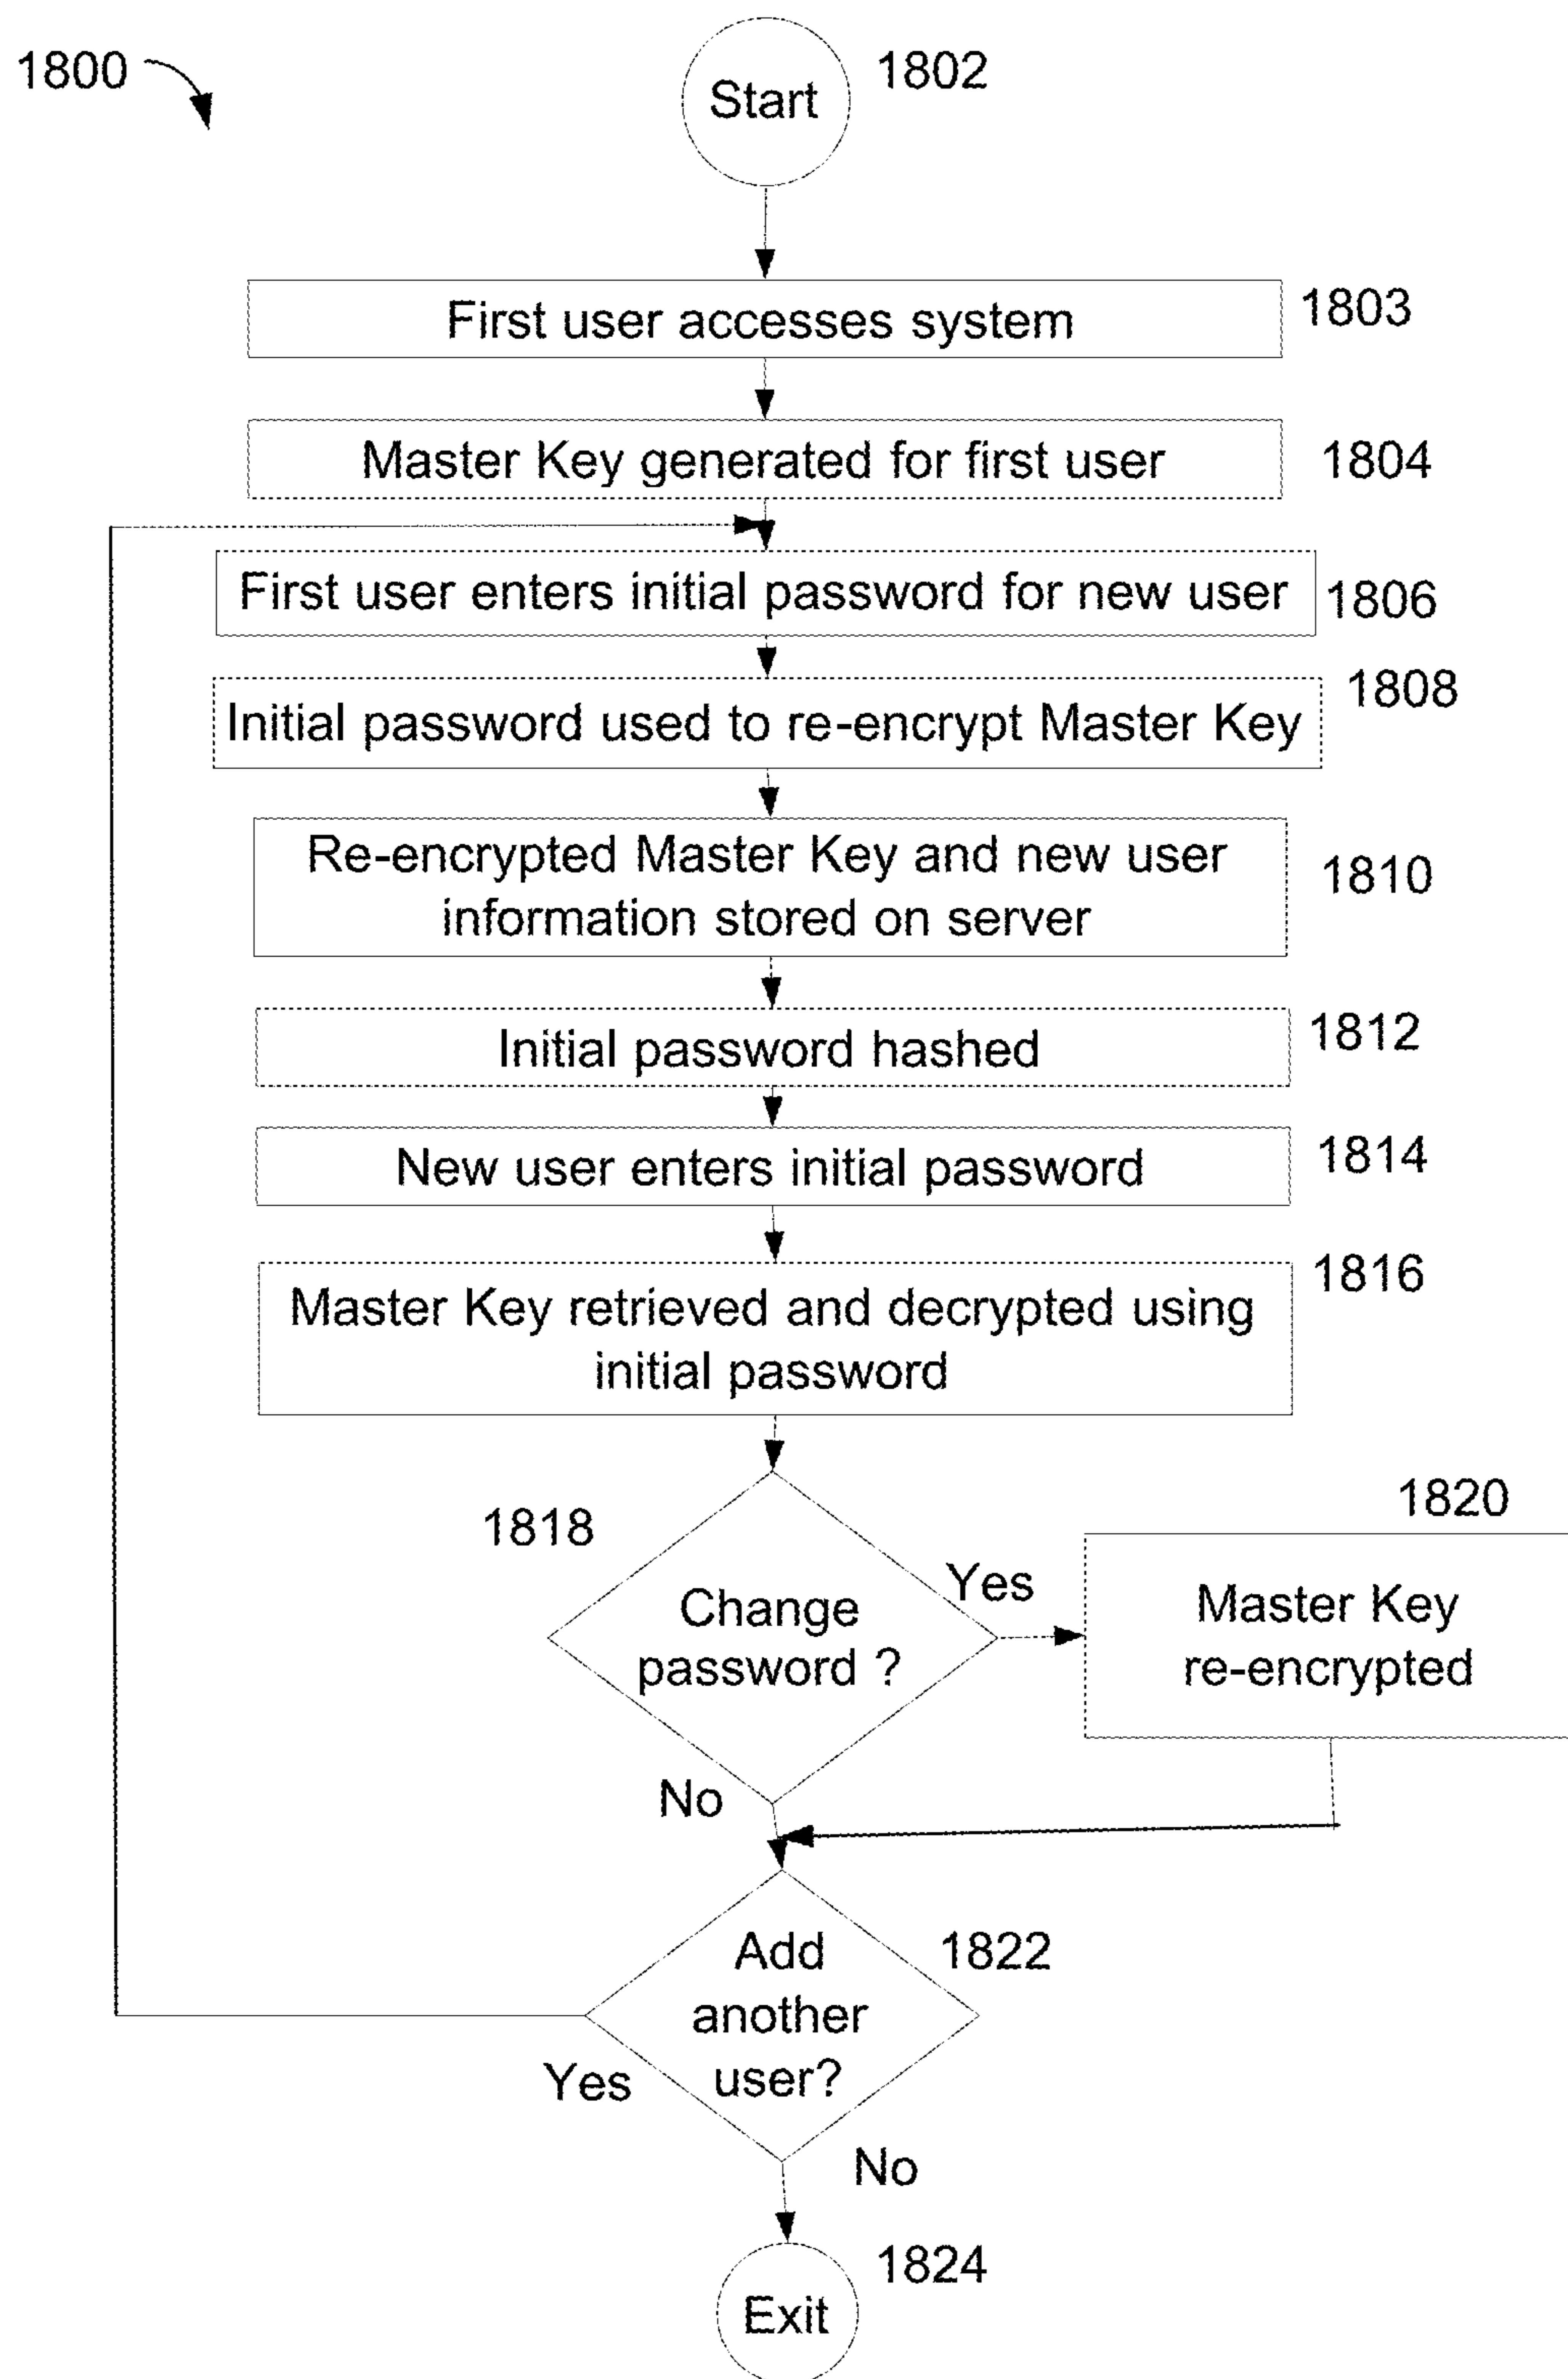 1800
Start
1802
First user accesses system
1803
Master Key generated for first user
1804
First user enters initial password for new user
1806
Initial password used to re-encrypt Master Key
1808
Re-encrypted Master Key and new user
information stored on server
1810
Initial password hashed
1812
New user enters initial password
1814
Master Key retrieved and decrypted using
initial password
1816
1818
Change
password ?
Yes
1820
Master Key
re-encrypted
No
Add
another
user?
1822
Yes
No
Exit
1824